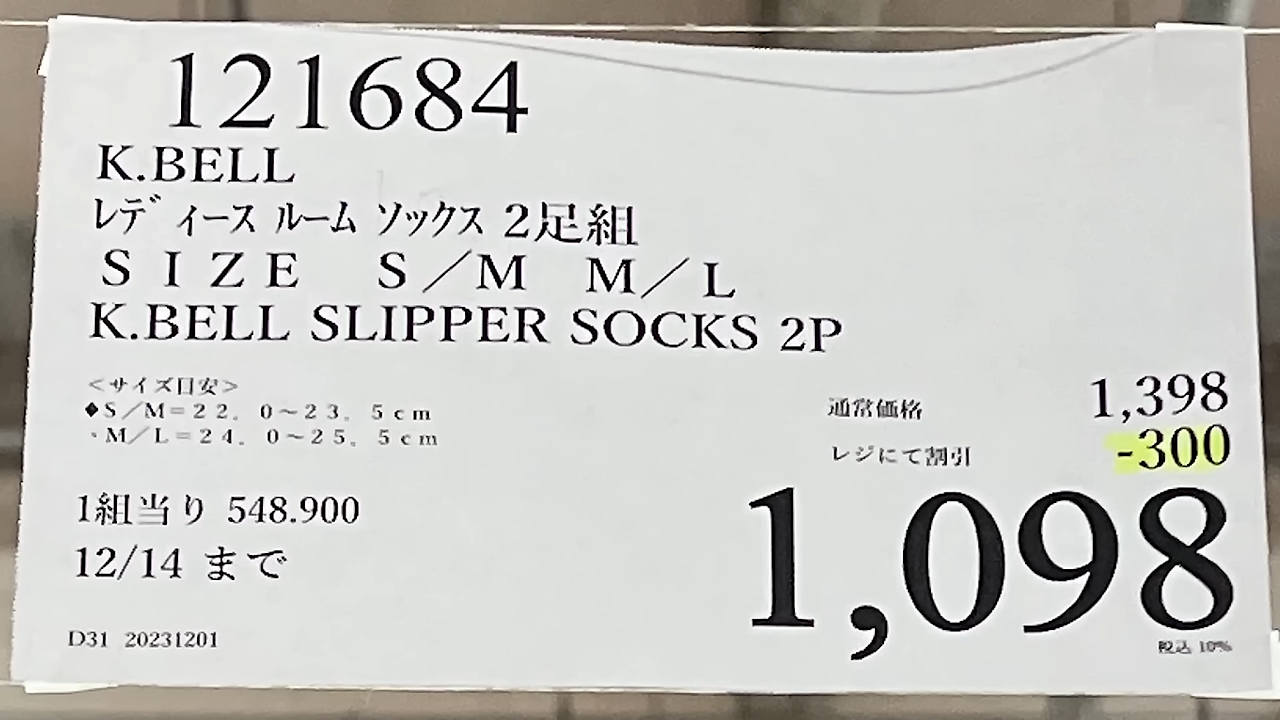 121684
K.BELL
レディース ルーム ソックス 2足組
SIZE S/M M/L
K.BELL SLIPPER SOCKS 2P
<サイズ目安>
◆S/M=22.0~23.5cm
・M/L=24.0~25.5cm
通常価格 1,398
レジにて割引 -300
1,098
税込 10%
1組当り 548.900
12/14 まで
D31 20231201